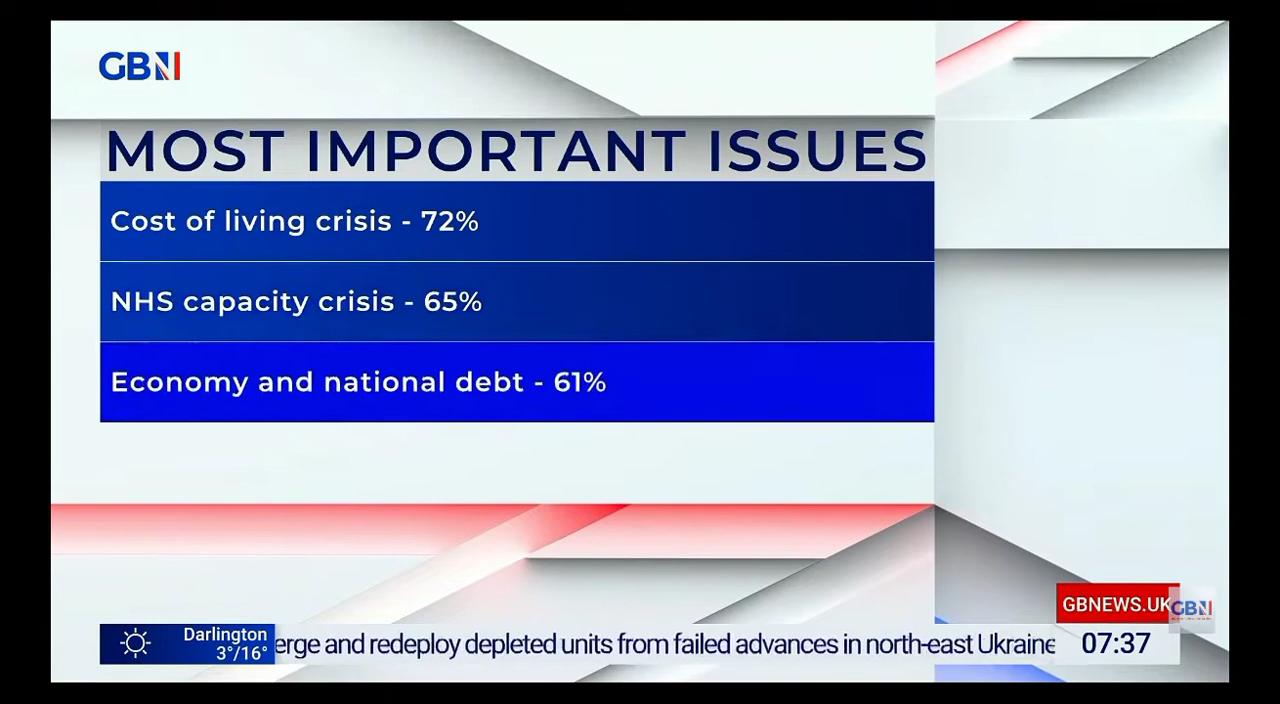 GBN
MOST IMPORTANT ISSUES
Cost of living crisis - 72%
NHS capacity crisis - 65%
Economy and national debt - 61%
GBNEWS.UK
GBN
Darlington
3°/16°
erge and redeploy depleted units from failed advances in north-east Ukraine
07:37